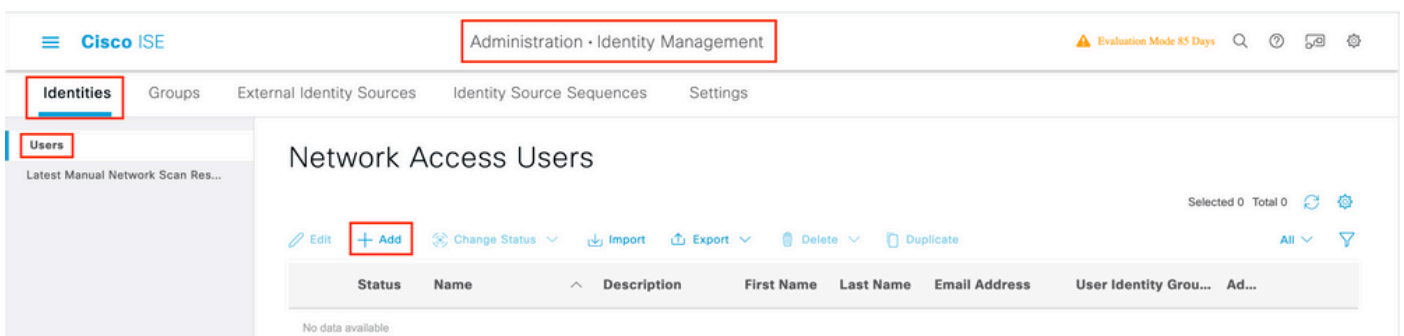 Cisco ISE
Administration · Identity Management
Evaluation Mode 85 Days
Identities Groups External Identity Sources Identity Source Sequences Settings
Users
Latest Manual Network Scan Res...
Network Access Users
Selected 0 Total 0
Edit Add Change Status Import Export Delete Duplicate All
Status Name Description First Name Last Name Email Address User Identity Grou... Ad...
No data available